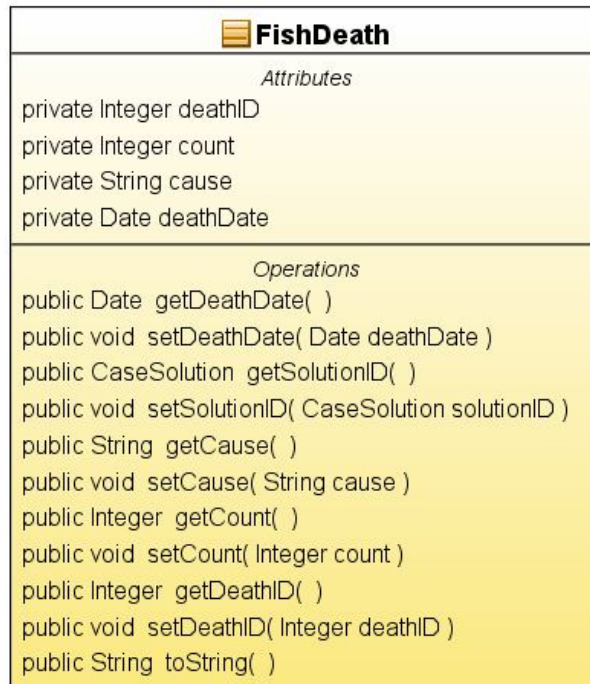 FishDeath
Attributes
private Integer deathID
private Integer count
private String cause
private Date deathDate
Operations
public Date getDeathDate( )
public void setDeathDate( Date deathDate )
public CaseSolution getSolutionID( )
public void setSolutionID( CaseSolution solutionID )
public String getCause( )
public void setCause( String cause )
public Integer getCount( )
public void setCount( Integer count )
public Integer getDeathID( )
public void setDeathID( Integer deathID )
public String toString( )